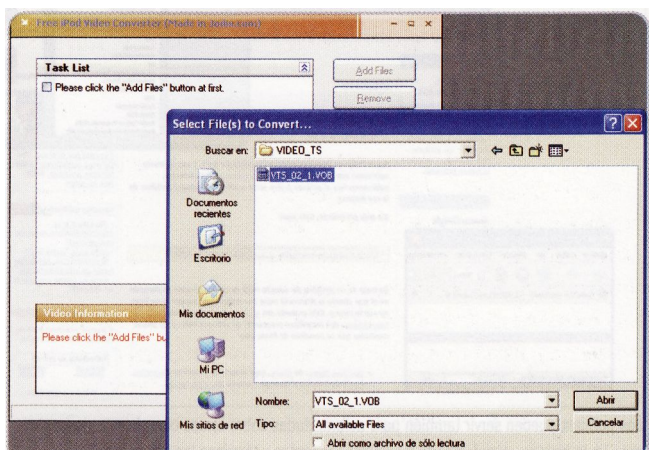 Free iPod Video Converter (Made in Jodix.com)
Task List
Please click the "Add Files" button at first.
Add Files
Remove
Select File(s) to Convert...
Buscar en:
VIDEO_TS
VTS_02_1.VOB
Documentos
recientes
Escritorio
Mis documentos
Mi PC
Mis sitios de red
Video Information
Please click the "Add Files" bu
Nombre:
VTS_02_1.VOB
Abrir
Tipo:
All available Files
Cancelar
Abrir como archivo de sólo lectura